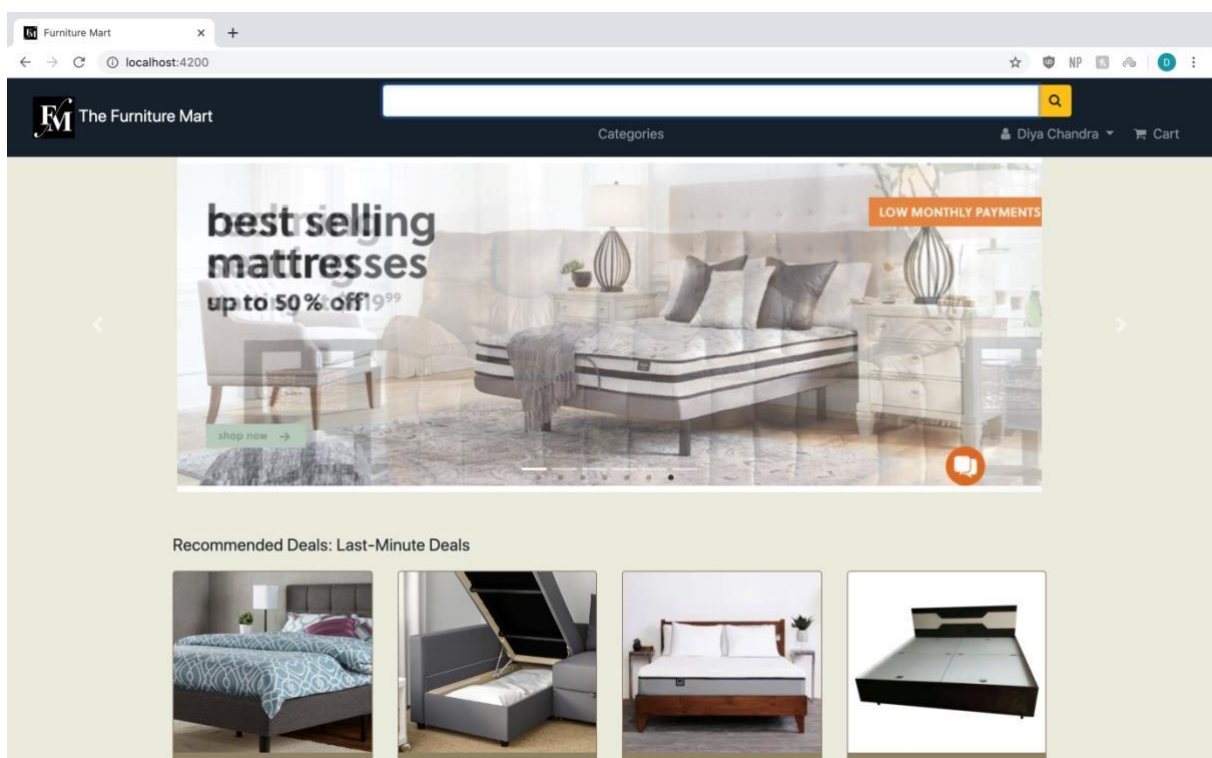 Furniture Mart
localhost:4200
NP
D
FM The Furniture Mart
Categories
Diya Chandra
Cart
best selling
mattresses
up to 50% off*
19⁹⁹
LOW MONTHLY PAYMENTS
shop now →
Recommended Deals: Last-Minute Deals